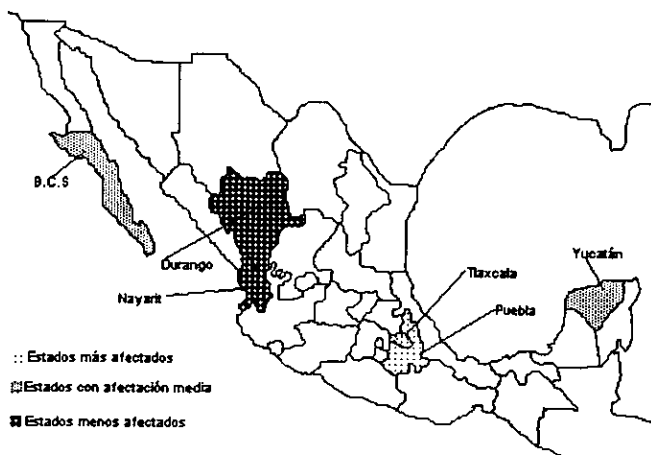 B.C.S
Durango
Nayarit
Tlaxcala
Yucatán
Puebla
Estados más afectados
Estados con afectación media
Estados menos afectados